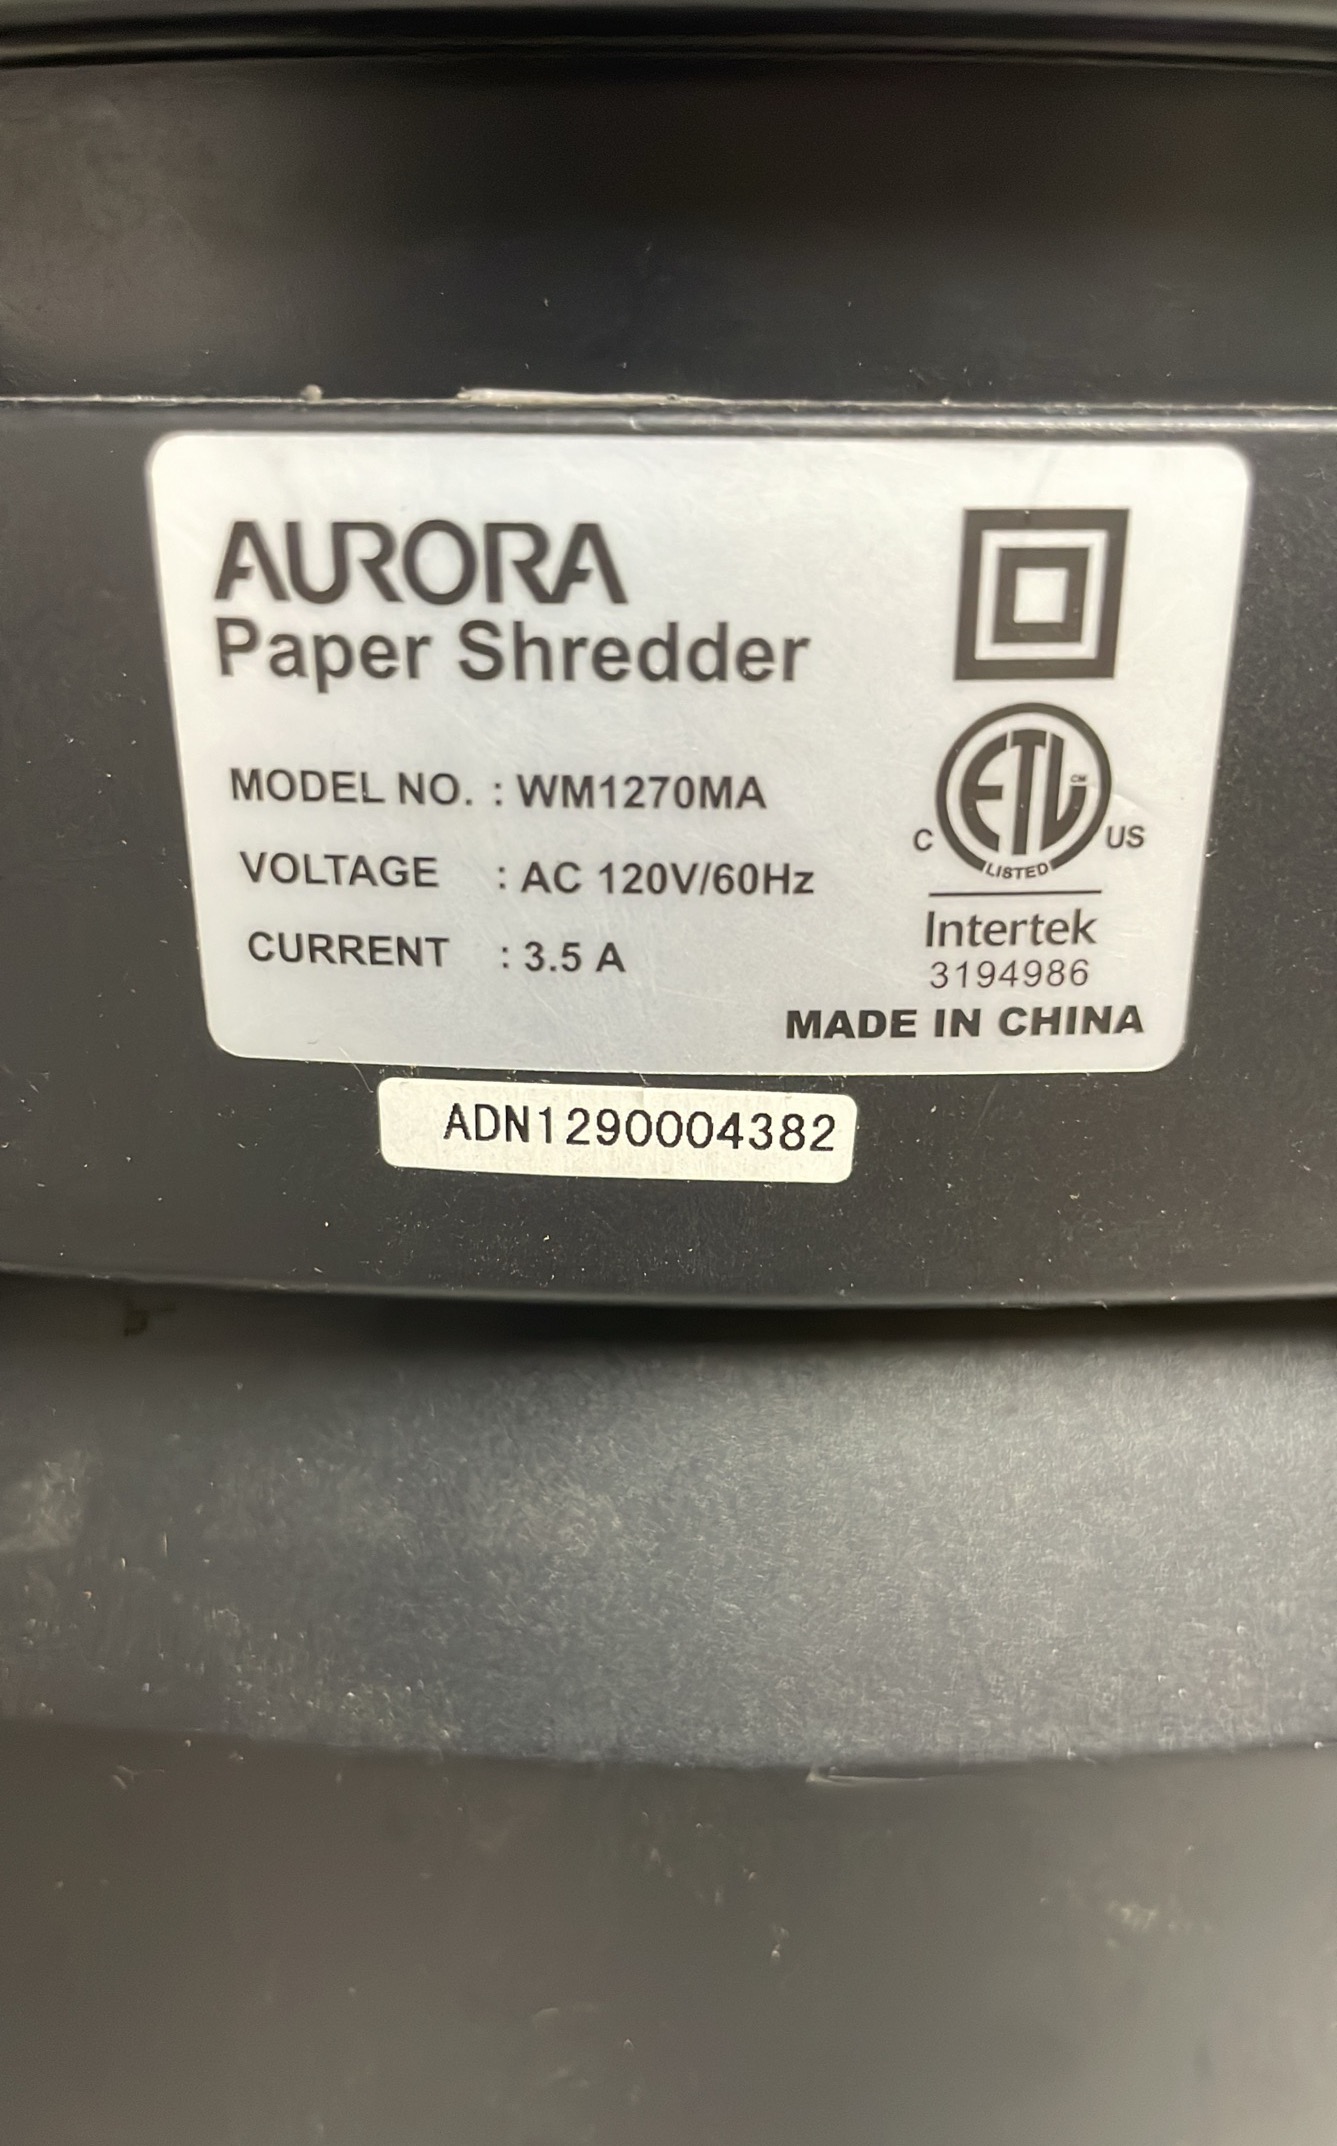 AURORA
Paper Shredder
MODEL NO. : WM1270MA
VOLTAGE : AC 120V/60Hz
CURRENT : 3.5 A
ETL CM
C US
LISTED
Intertek
3194986
MADE IN CHINA
ADN1290004382